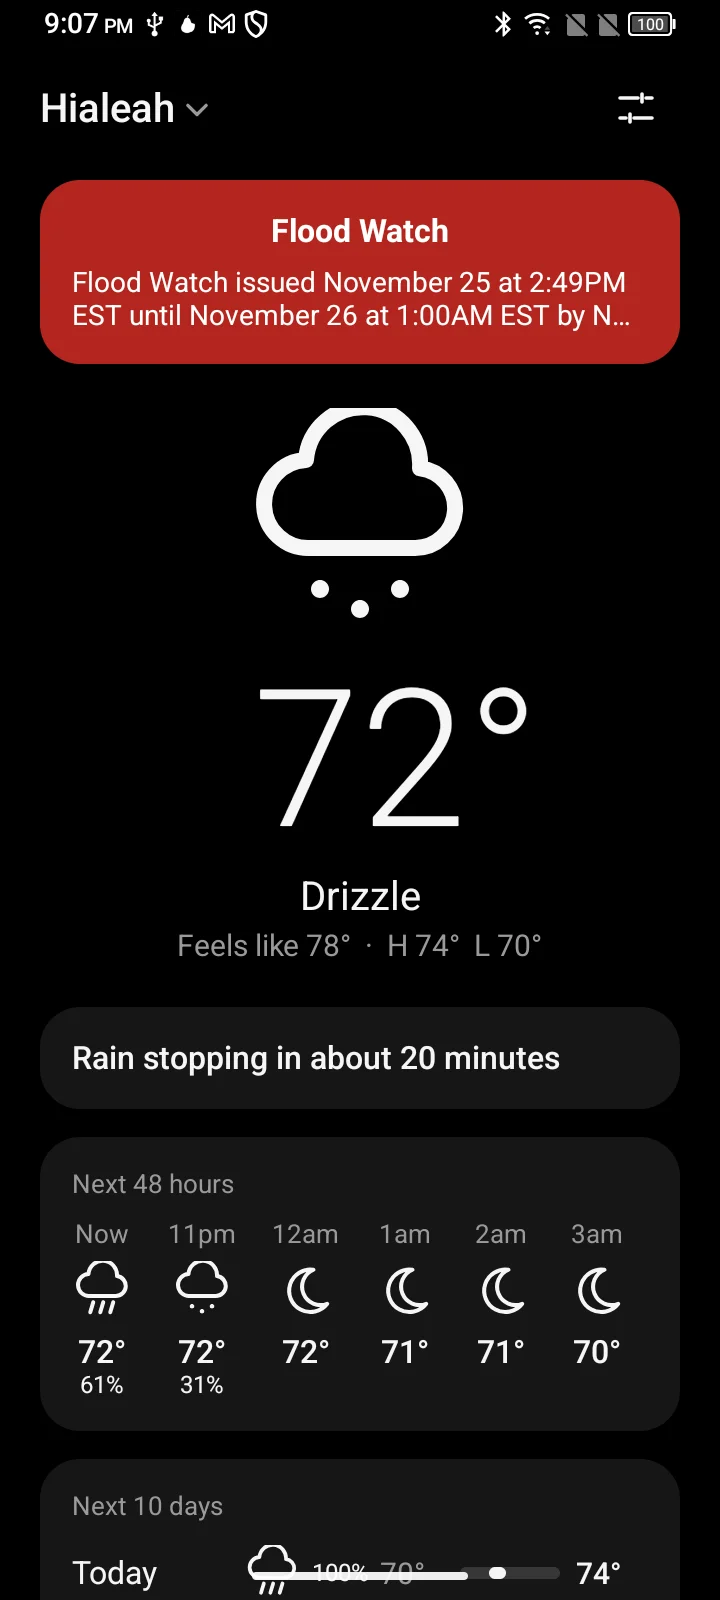 9:07 PM
100
Hialeah
Flood Watch
Flood Watch issued November 25 at 2:49PM
EST until November 26 at 1:00AM EST by N...
72°
Drizzle
Feels like 78° · H 74° L 70°
Rain stopping in about 20 minutes
Next 48 hours
Now 11pm 12am 1am 2am 3am
72° 72° 72° 71° 71° 70°
61% 31%
Next 10 days
Today 100% 70° 74°